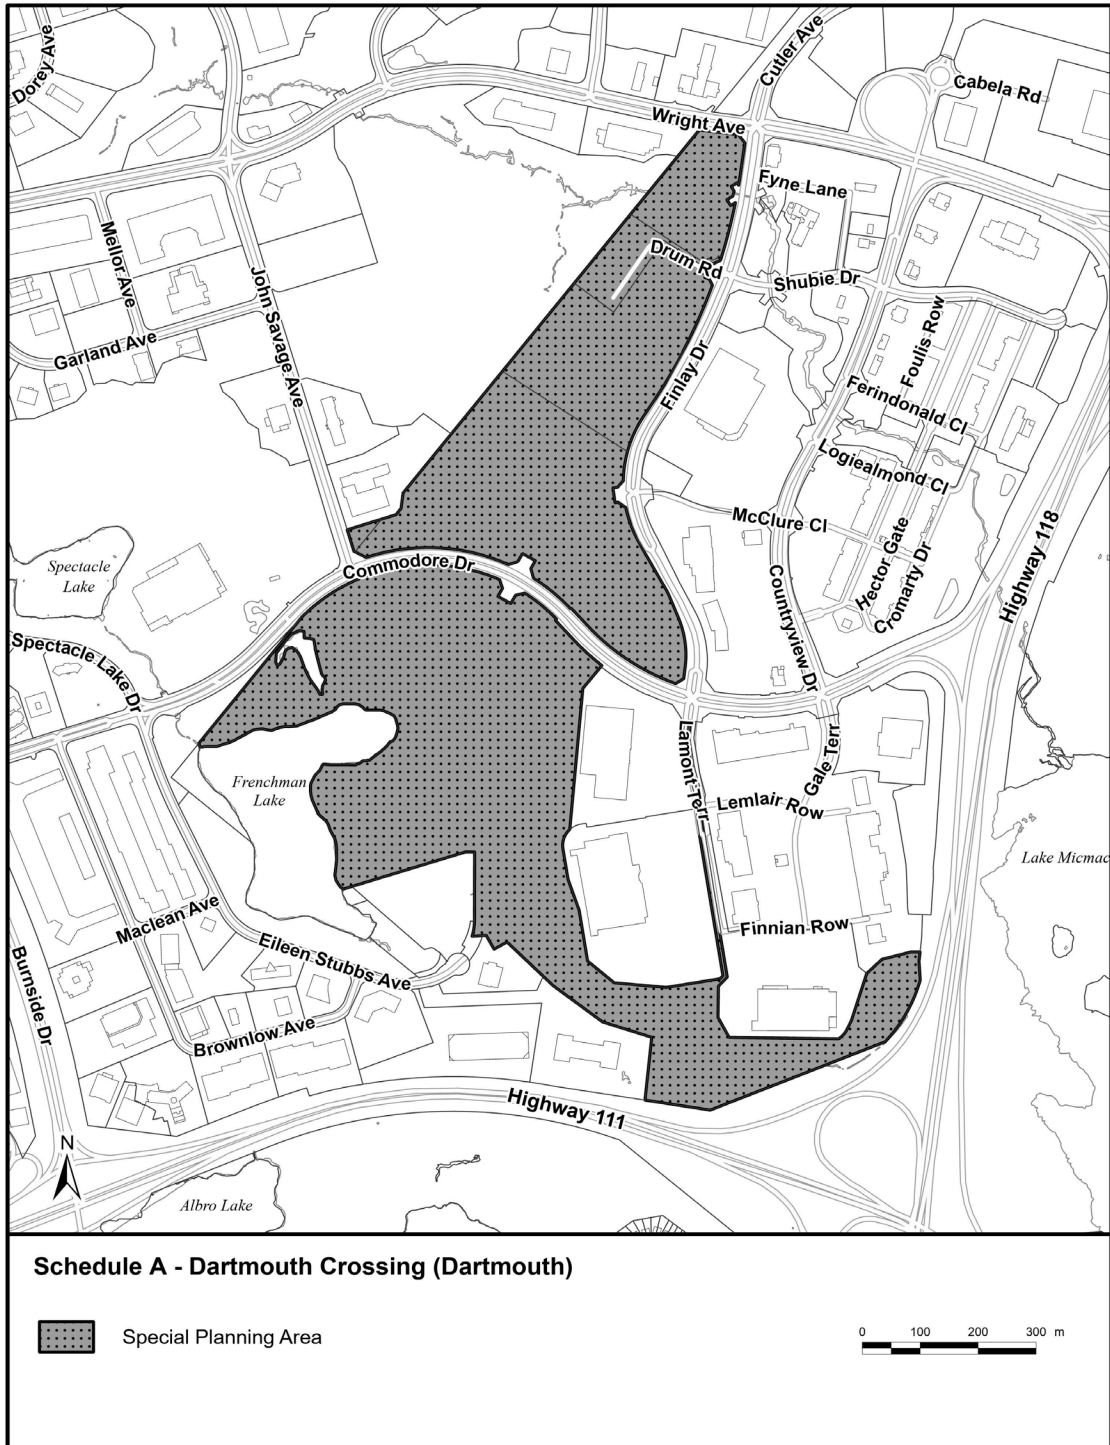 Dorey Ave
Cutler Ave
Cabela Rd
Wright Ave
Fyne Lane
Mellor Ave
Drum Rd
Shubie Dr
John Savage Ave
Garland Ave
Foulis Row
Finlay Dr
Ferindonald Cl
Logiealmond Cl
McClure Cl
Highway 118
Hector Gate
Cromarty Dr
Spectacle
Lake
Commodore Dr
Countryview Dr
Spectacle Lake Dr
Lamont Terr
Gale Terr
Frenchman
Lake
Lemlair Row
Lake Micmac
Maclean Ave
Finnian Row
Eileen Stubbs Ave
Burnside Dr
Brownlow Ave
Highway 111
N
Albro Lake
Schedule A - Dartmouth Crossing (Dartmouth)
Special Planning Area
0 100 200 300 m